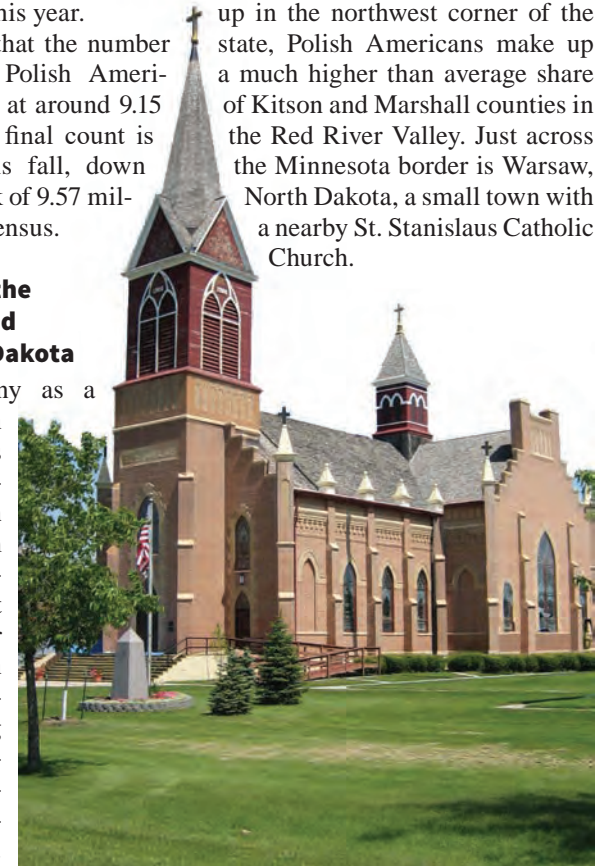 his year.
that the number
Polish Ameri-
at around 9.15
final count is
s fall, down
k of 9.57 mil-
ensus.
the
d
Dakota
ny as a
up in the northwest corner of the
state, Polish Americans make up
a much higher than average share
of Kitson and Marshall counties in
the Red River Valley. Just across
the Minnesota border is Warsaw,
North Dakota, a small town with
a nearby St. Stanislaus Catholic
Church.